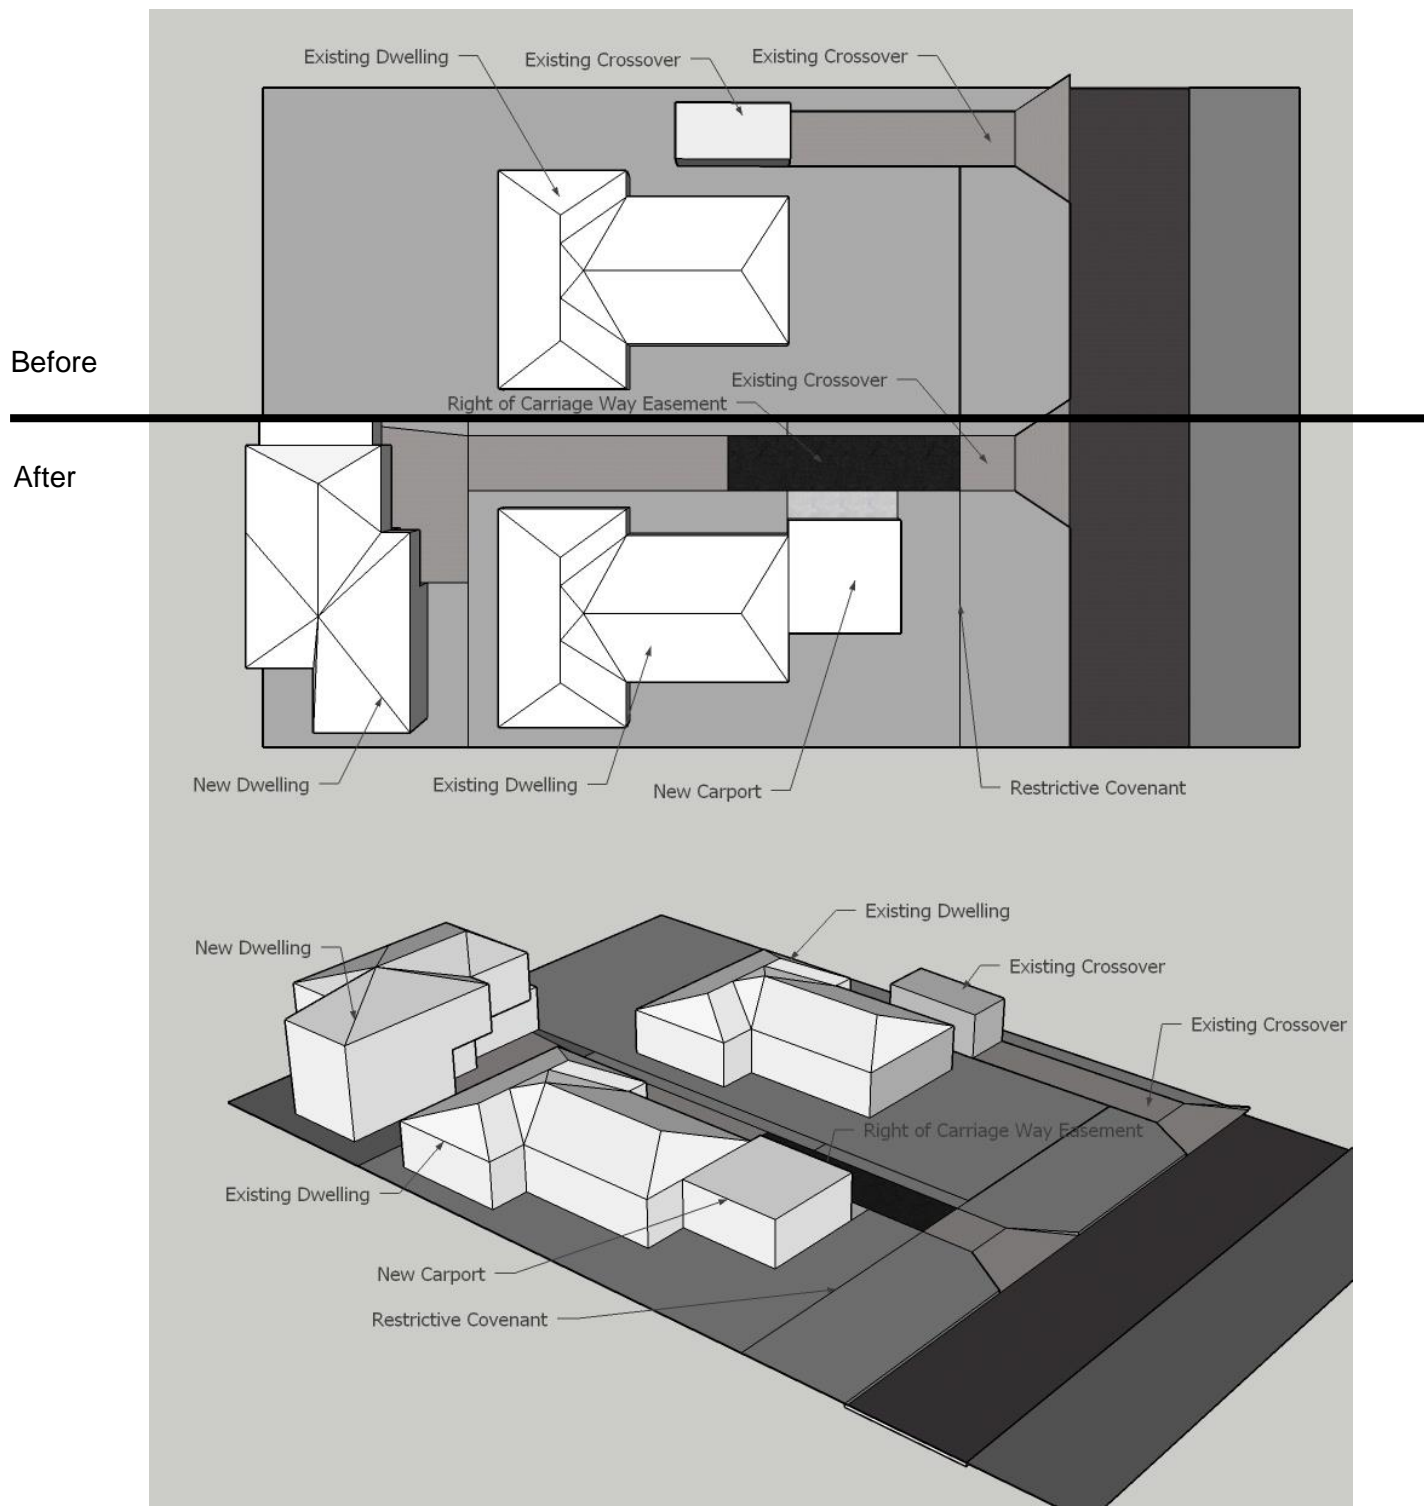 Existing Dwelling
Existing Crossover
Existing Crossover
Before
Existing Crossover
Right of Carriage Way Easement
After
New Dwelling
Existing Dwelling
New Carport
Restrictive Covenant
Existing Dwelling
New Dwelling
Existing Crossover
Existing Crossover
Right of Carriage Way Easement
Existing Dwelling
New Carport
Restrictive Covenant